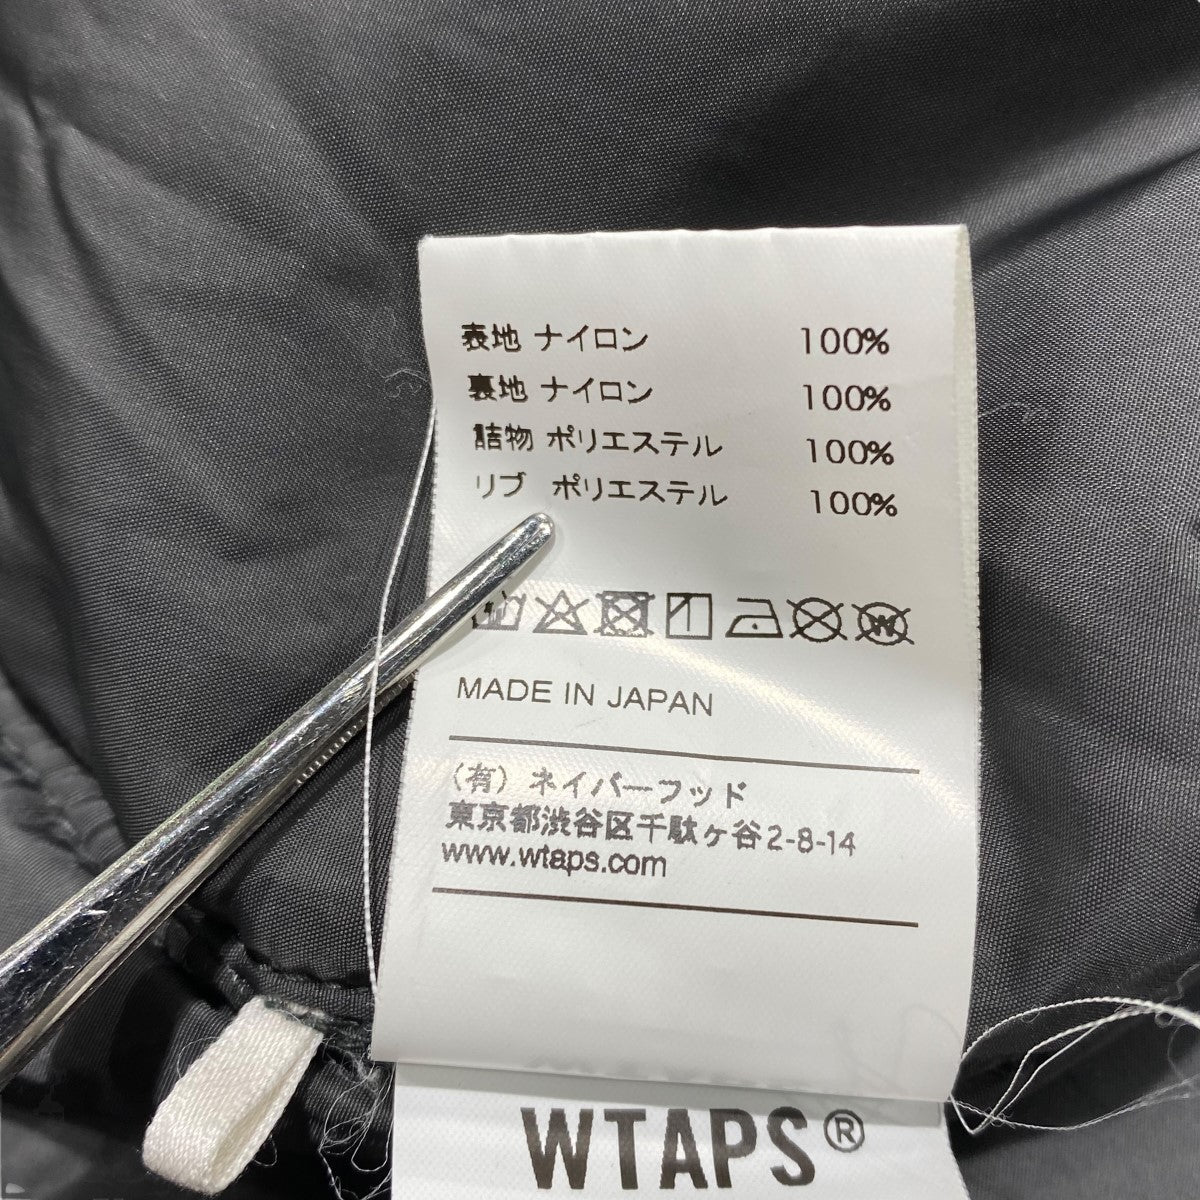 表地 ナイロン 100%
裏地 ナイロン 100%
詰物 ポリエステル 100%
リブ ポリエステル 100%
MADE IN JAPAN
(有) ネイバーフッド
東京都渋谷区千駄ヶ谷2-8-14
www.wtaps.com
WTAPS®